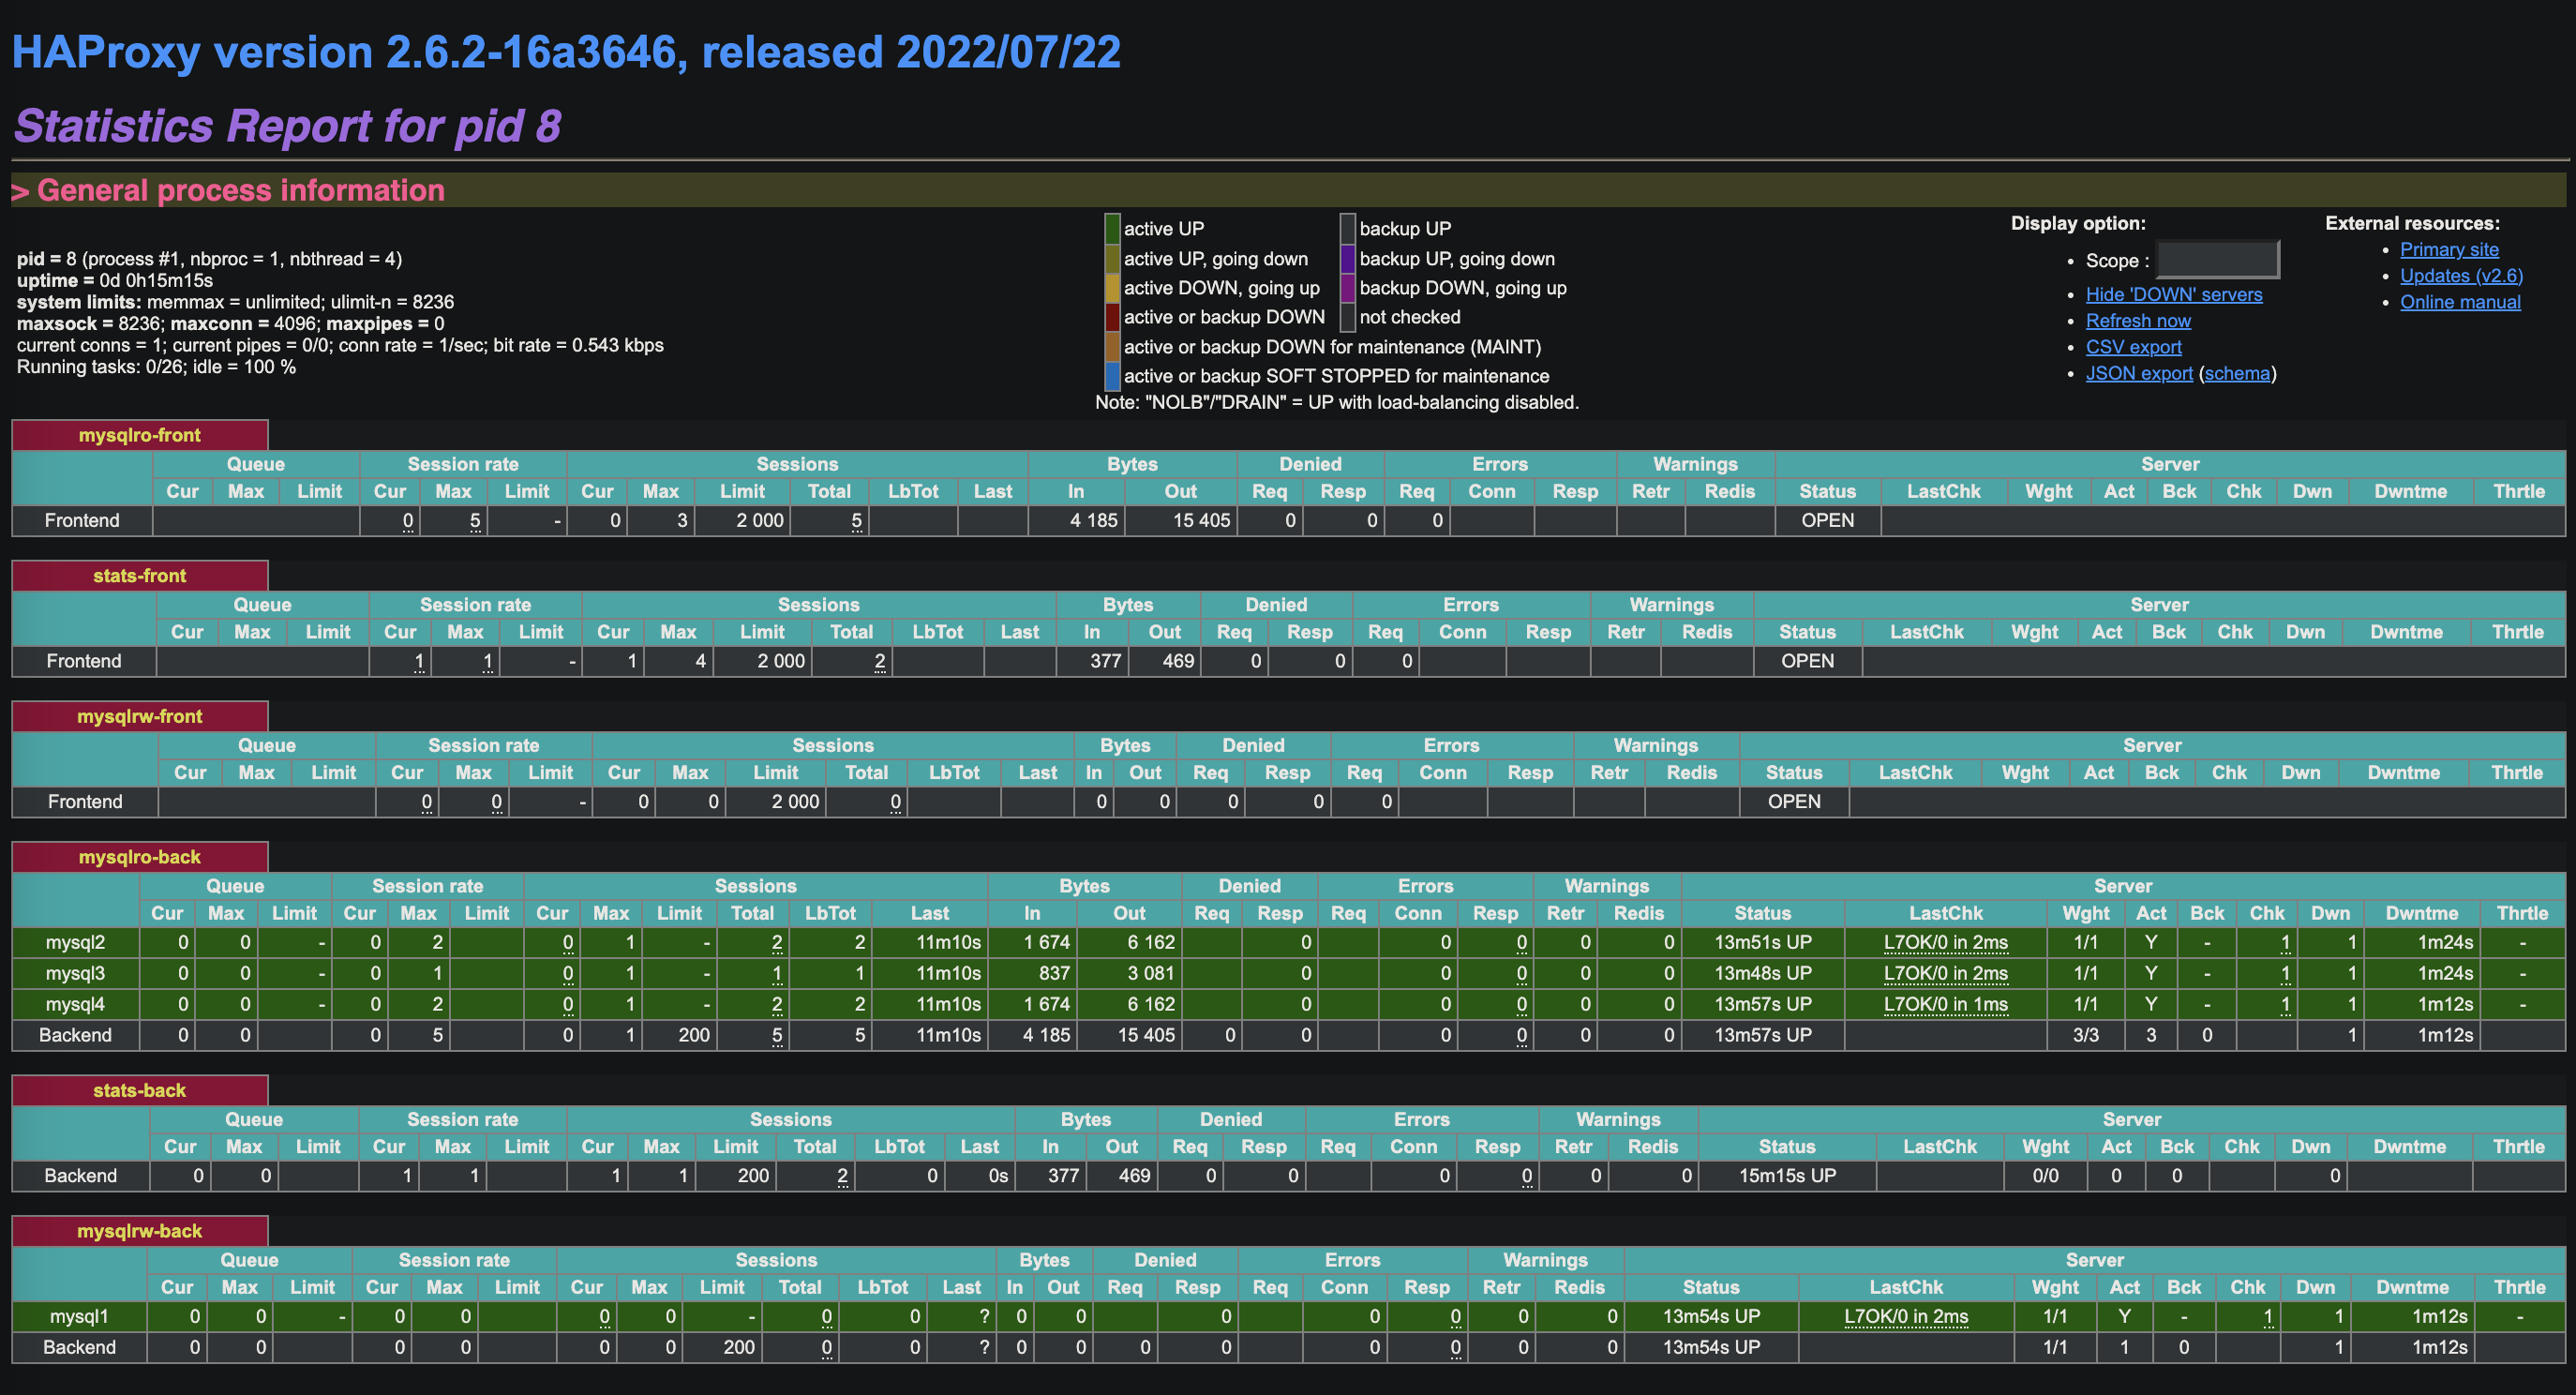 HAProxy version 2.6.2-16a3646, released 2022/07/22
Statistics Report for pid 8
> General process information
pid = 8 (process #1, nbproc = 1, nbthread = 4)
uptime = 0d 0h15m15s
system limits: memmax = unlimited; ulimit-n = 8236
maxsock = 8236; maxconn = 4096; maxpipes = 0
current conns = 1; current pipes = 0/0; conn rate = 1/sec; bit rate = 0.543 kbps
Running tasks: 0/26; idle = 100 %
active UP backup UP
active UP, going down backup UP, going down
active DOWN, going up backup DOWN, going up
active or backup DOWN not checked
active or backup DOWN for maintenance (MAINT)
active or backup SOFT STOPPED for maintenance
Note: "NOLB"/"DRAIN" = UP with load-balancing disabled.
Display option:
• Scope :
• Hide 'DOWN' servers
• Refresh now
• CSV export
• JSON export (schema)
External resources:
• Primary site
• Updates (v2.6)
• Online manual
mysqlro-front
Queue Session rate Sessions Bytes Denied Errors Warnings Server
Cur Max Limit Cur Max Limit Cur Max Limit Total LbTot Last In Out Req Resp Req Conn Resp Retr Redis Status LastChk Wght Act Bck Chk Dwn Dwntme Thrtle
Frontend 0 5 - 0 3 2 000 5 4 185 15 405 0 0 0 OPEN
stats-front
Queue Session rate Sessions Bytes Denied Errors Warnings Server
Cur Max Limit Cur Max Limit Cur Max Limit Total LbTot Last In Out Req Resp Req Conn Resp Retr Redis Status LastChk Wght Act Bck Chk Dwn Dwntme Thrtle
Frontend 1 1 - 1 4 2 000 2 377 469 0 0 0 OPEN
mysqlrw-front
Queue Session rate Sessions Bytes Denied Errors Warnings Server
Cur Max Limit Cur Max Limit Cur Max Limit Total LbTot Last In Out Req Resp Req Conn Resp Retr Redis Status LastChk Wght Act Bck Chk Dwn Dwntme Thrtle
Frontend 0 0 - 0 0 2 000 0 0 0 0 0 0 OPEN
mysqlro-back
Queue Session rate Sessions Bytes Denied Errors Warnings Server
Cur Max Limit Cur Max Limit Cur Max Limit Total LbTot Last In Out Req Resp Req Conn Resp Retr Redis Status LastChk Wght Act Bck Chk Dwn Dwntme Thrtle
mysql2 0 0 - 0 2 0 1 - 2 2 11m10s 1 674 6 162 0 0 0 0 0 13m51s UP L7OK/0 in 2ms 1/1 Y - 1 1 1m24s -
mysql3 0 0 - 0 1 0 1 - 1 1 11m10s 837 3 081 0 0 0 0 0 13m48s UP L7OK/0 in 2ms 1/1 Y - 1 1 1m24s -
mysql4 0 0 - 0 2 0 1 - 2 2 11m10s 1 674 6 162 0 0 0 0 0 13m57s UP L7OK/0 in 1ms 1/1 Y - 1 1 1m12s -
Backend 0 0 0 5 0 1 200 5 5 11m10s 4 185 15 405 0 0 0 0 0 0 13m57s UP 3/3 3 0 1 1m12s
stats-back
Queue Session rate Sessions Bytes Denied Errors Warnings Server
Cur Max Limit Cur Max Limit Cur Max Limit Total LbTot Last In Out Req Resp Req Conn Resp Retr Redis Status LastChk Wght Act Bck Chk Dwn Dwntme Thrtle
Backend 0 0 1 1 1 1 200 2 0 0s 377 469 0 0 0 0 0 0 15m15s UP 0/0 0 0 0
mysqlrw-back
Queue Session rate Sessions Bytes Denied Errors Warnings Server
Cur Max Limit Cur Max Limit Cur Max Limit Total LbTot Last In Out Req Resp Req Conn Resp Retr Redis Status LastChk Wght Act Bck Chk Dwn Dwntme Thrtle
mysql1 0 0 - 0 0 0 0 - 0 0 ? 0 0 0 0 0 0 0 13m54s UP L7OK/0 in 2ms 1/1 Y - 1 1 1m12s -
Backend 0 0 0 0 0 0 200 0 0 ? 0 0 0 0 0 0 0 0 13m54s UP 1/1 1 0 1 1m12s